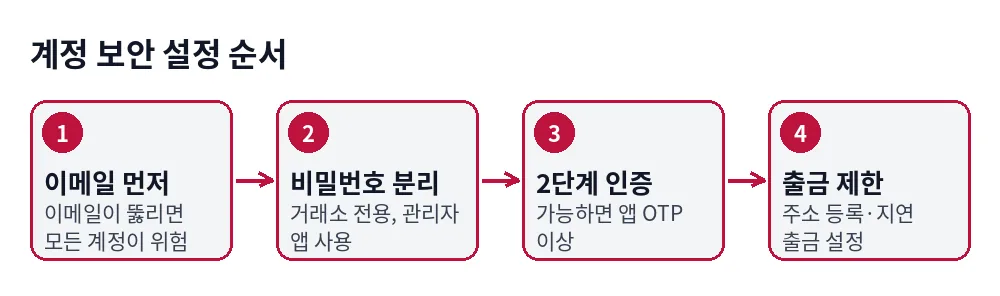 계정 보안 설정 순서
1
이메일 먼저
이메일이 뚫리면
모든 계정이 위험
2
비밀번호 분리
거래소 전용, 관리자
앱 사용
3
2단계 인증
가능하면 앱 OTP
이상
4
출금 제한
주소 등록·지연
출금 설정